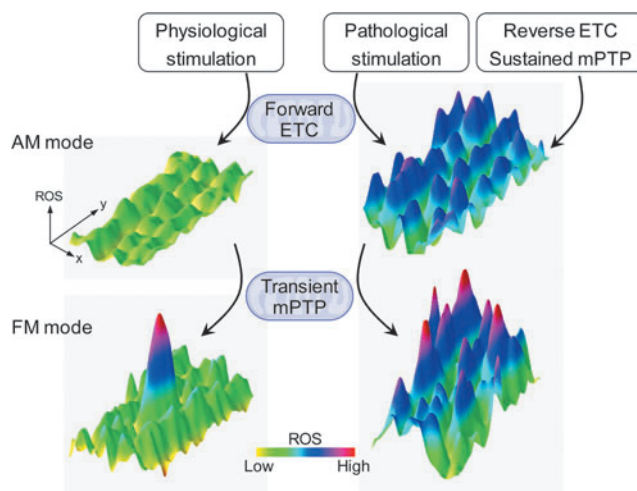 Physiological
stimulation
Pathological
stimulation
Reverse ETC
Sustained mPTP
Forward
ETC
AM mode
ROS
y
x
Transient
mPTP
FM mode
ROS
Low
High